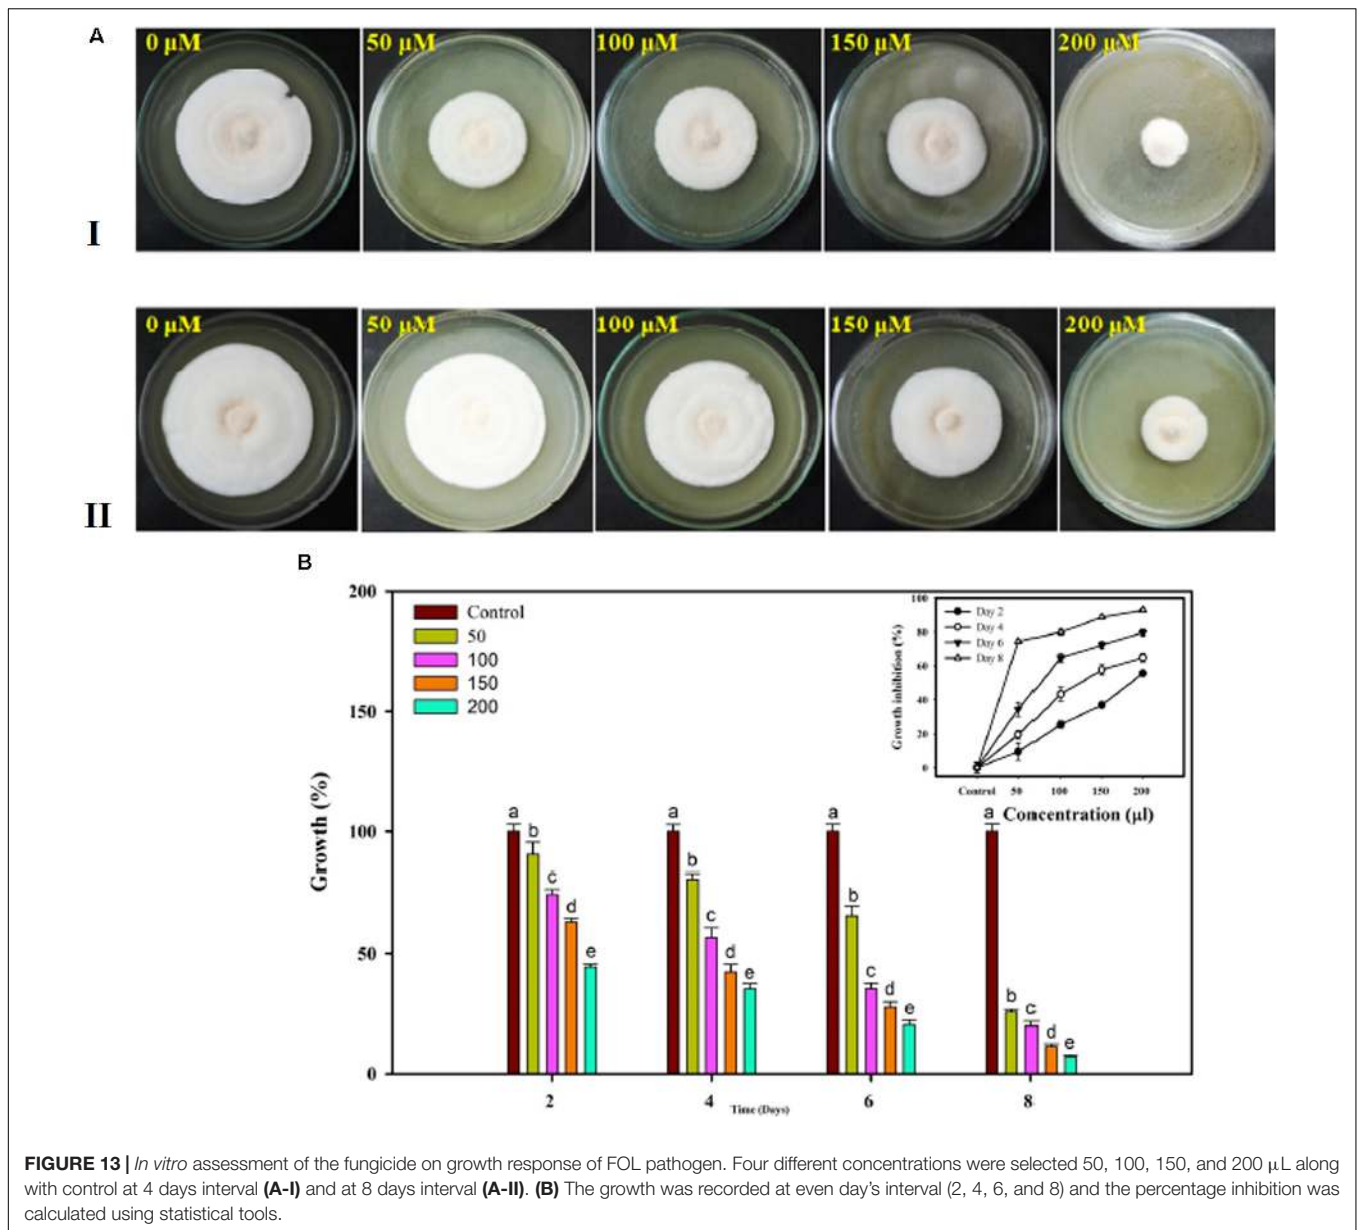 A
0 µM 50 µM 100 µM 150 µM 200 µM
I
0 µM 50 µM 100 µM 150 µM 200 µM
II
B
200
150
100
50
0
Growth (%)
Control
50
100
150
200
100
80
60
40
20
0
Growth inhibition (%)
Day 2
Day 4
Day 6
Day 8
Control 50 100 150 200
Concentration (µl)
a b c d e
a b c d e
a b c d e
a b c d e
2 4 6 8
Time (Days)
FIGURE 13 | In vitro assessment of the fungicide on growth response of FOL pathogen. Four different concentrations were selected 50, 100, 150, and 200 µL along
with control at 4 days interval (A-I) and at 8 days interval (A-II). (B) The growth was recorded at even day's interval (2, 4, 6, and 8) and the percentage inhibition was
calculated using statistical tools.